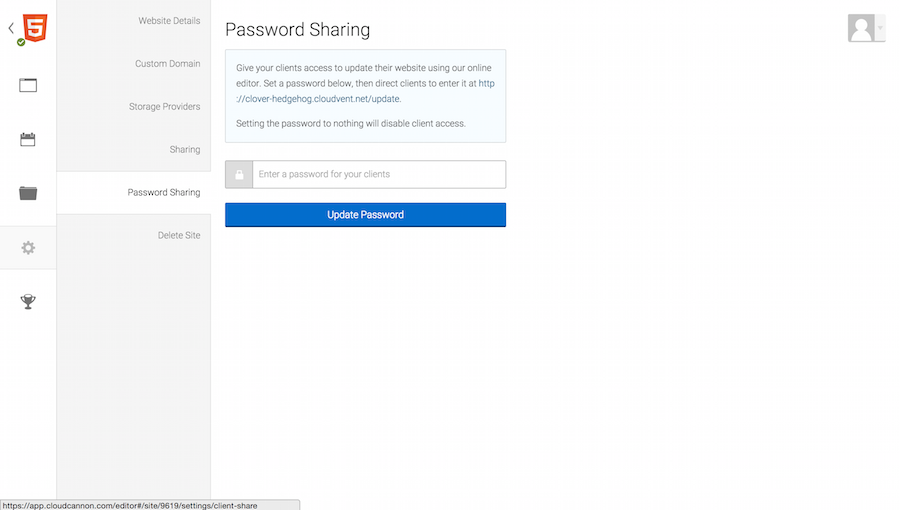 5
Website Details
Custom Domain
Storage Providers
Sharing
Password Sharing
Delete Site
Password Sharing
Give your clients access to update their website using our online
editor. Set a password below, then direct clients to enter it at http
://clover-hedgehog.cloudvent.net/update.
Setting the password to nothing will disable client access.
Enter a password for your clients
Update Password
https://app.cloudcannon.com/editor#/site/9619/settings/client-share